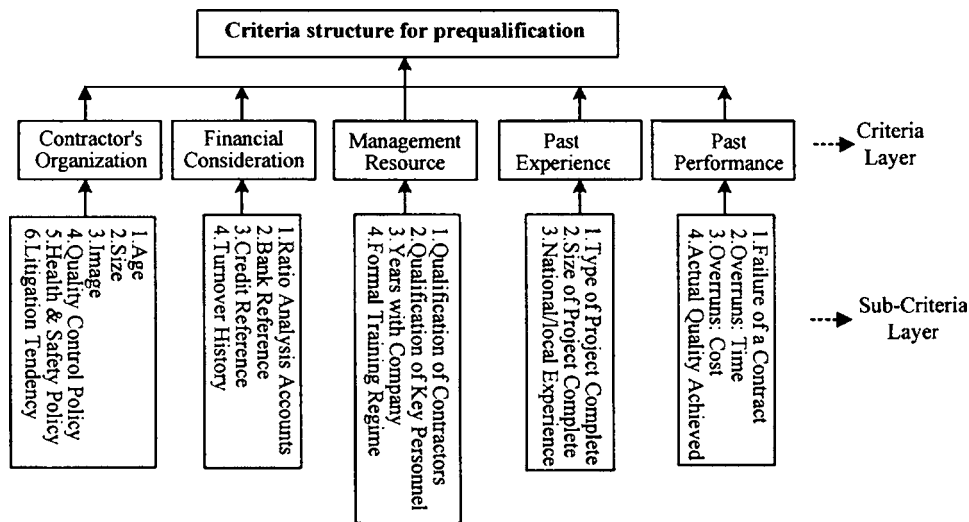 Criteria structure for prequalification
Contractor's
Organization
Financial
Consideration
Management
Resource
Past
Experience
Past
Performance
Criteria
Layer
1.Age
2.Size
3.Image
4.Quality Control Policy
5.Health & Safety Policy
6.Litigation Tendency
1.Ratio Analysis Accounts
2.Bank Reference
3.Credit Reference
4.Turnover History
1.Qualification of Contractors
2.Qualification of Key Personnel
3 Years with Company
4.Formal Training Regime
1.Type of Project Complete
2.Size of Project Complete
3.National/local Experience
1.Failure of a Contract
2.Overruns: Time
3.Overruns: Cost
4.Actual Quality Achieved
Sub-Criteria
Layer